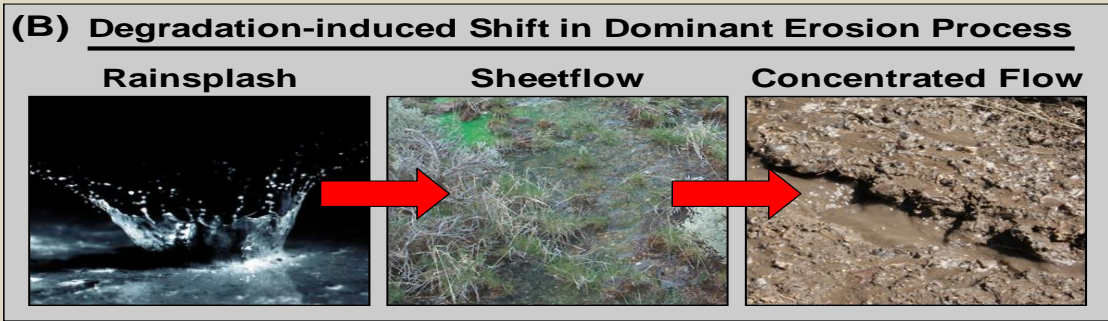 (B) Degradation-induced Shift in Dominant Erosion Process
Rainsplash Sheetflow Concentrated Flow